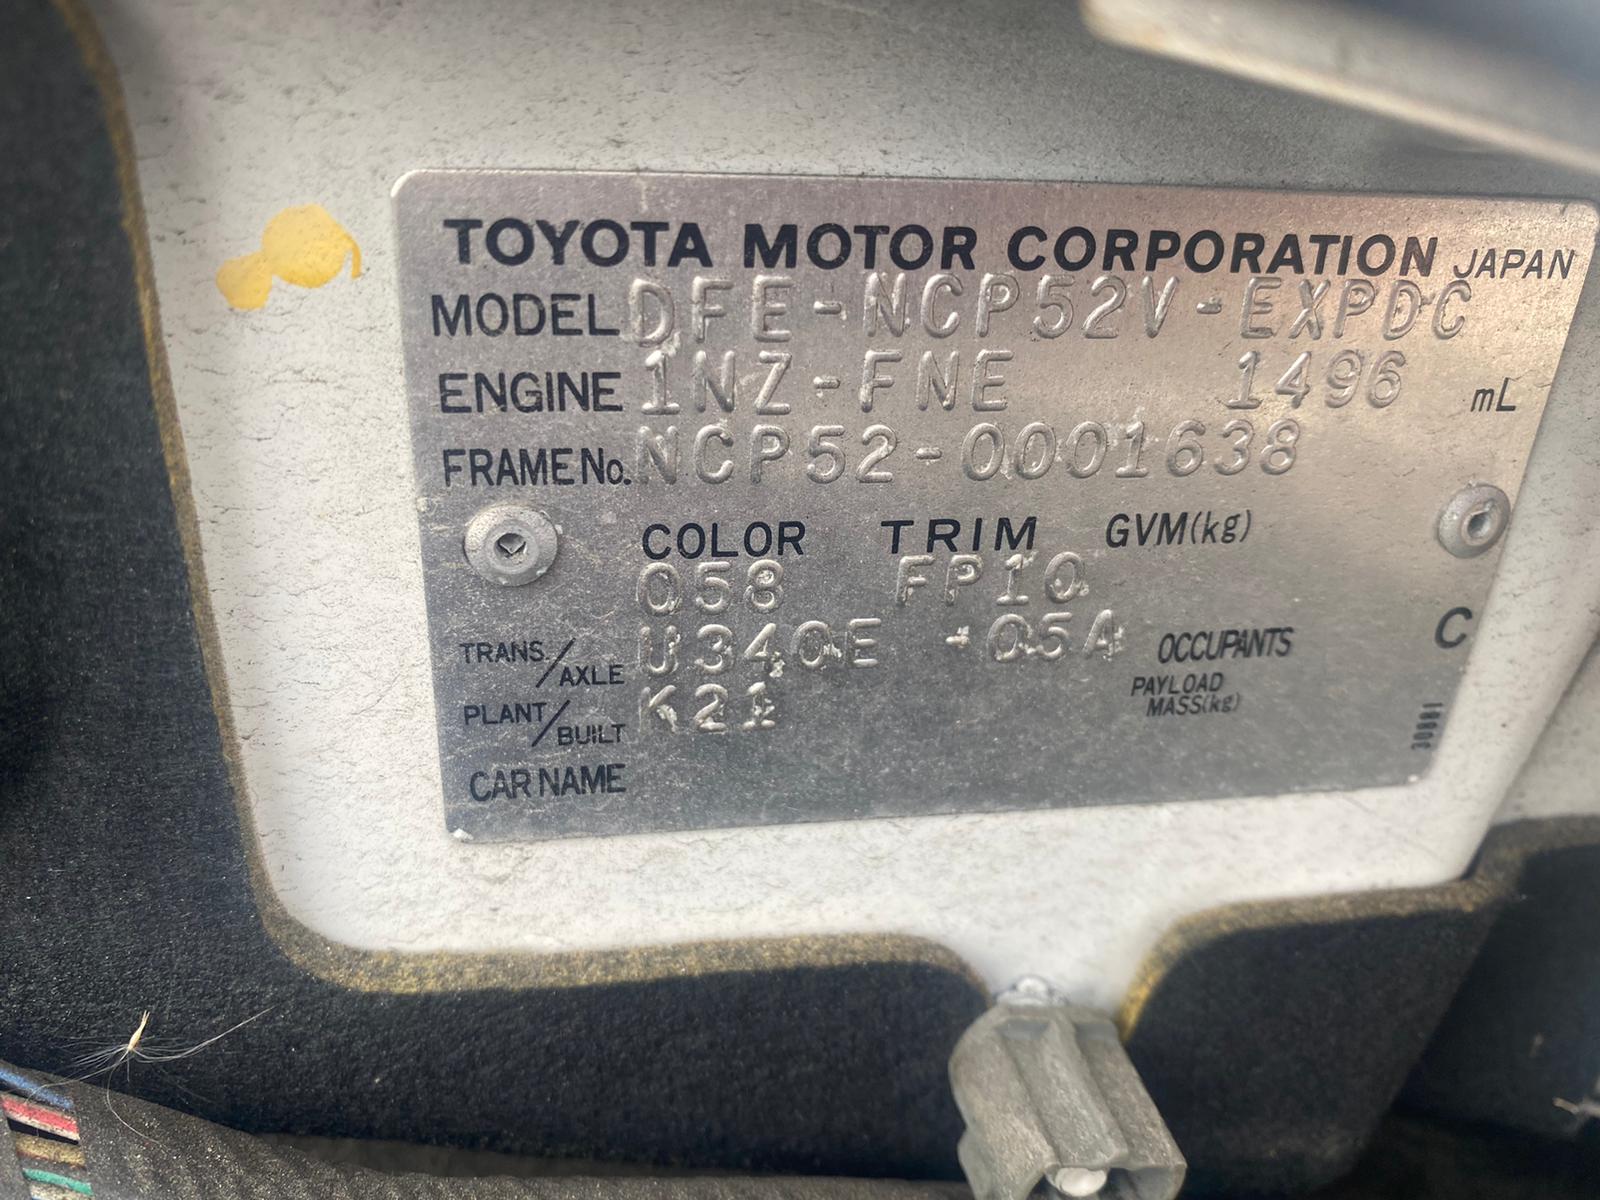 TOYOTA MOTOR CORPORATION JAPAN
MODEL DFE-NCP52V-EXPDC
ENGINE 1NZ-FNE 1496 mL
FRAME No. NCP52-0001638
COLOR TRIM GVM(kg)
058 FP10
TRANS./AXLE U340E -05A OCCUPANTS C
PAYLOAD MASS(kg)
PLANT/BUILT K21
CAR NAME
30881